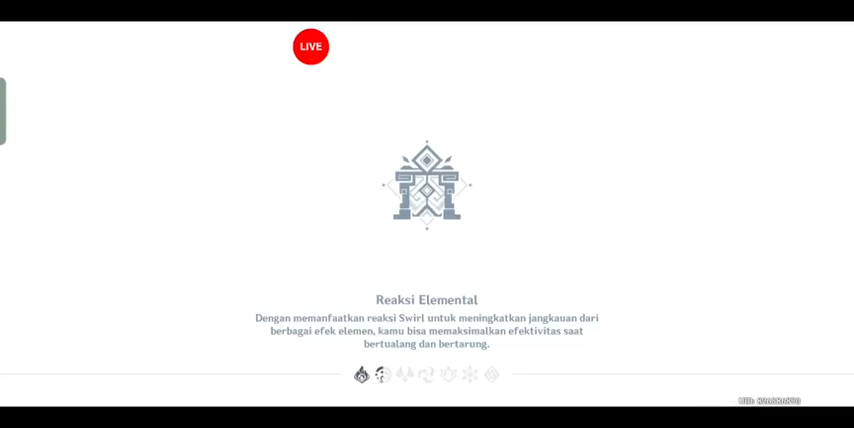 LIVE
Reaksi Elemental
Dengan memanfaatkan reaksi Swirl untuk meningkatkan jangkauan dari
berbagai efek elemen, kamu bisa memaksimalkan efektivitas saat
bertualang dan bertarung.